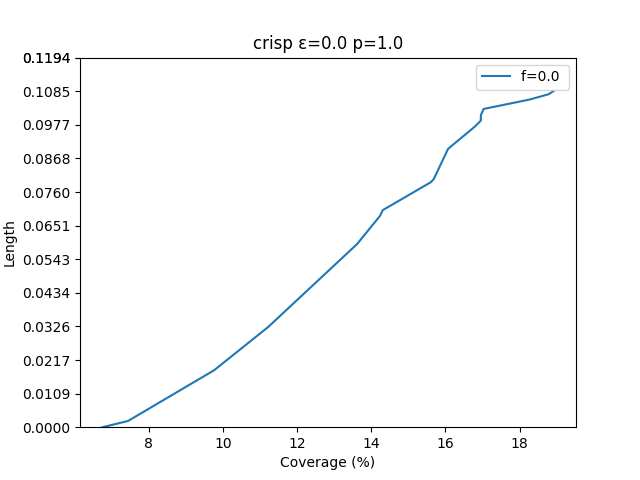 crisp ε=0.0 p=1.0
f=0.0
0.1194
0.1085
0.0977
0.0868
0.0760
0.0651
0.0543
0.0434
0.0326
0.0217
0.0109
0.0000
Length
8 10 12 14 16 18
Coverage (%)